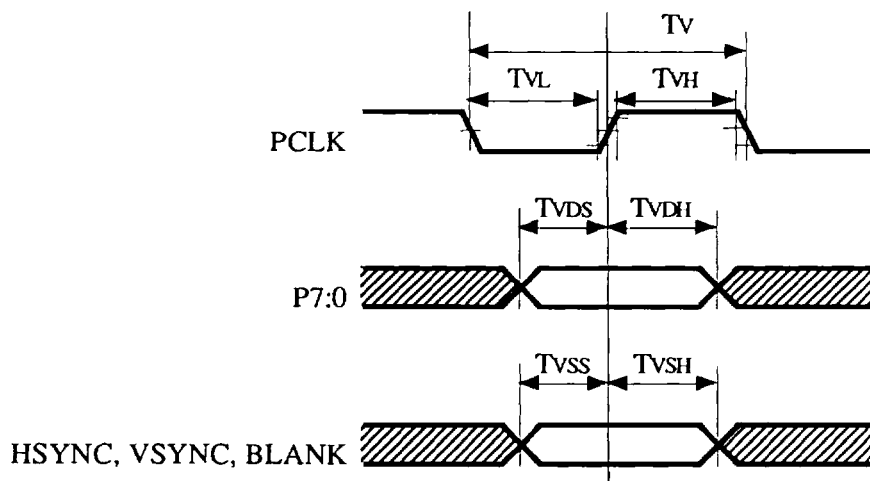 TV
TVL
TVH
PCLK
TVDS
TVDH
P7:0
TVSS
TVSH
HSYNC, VSYNC, BLANK